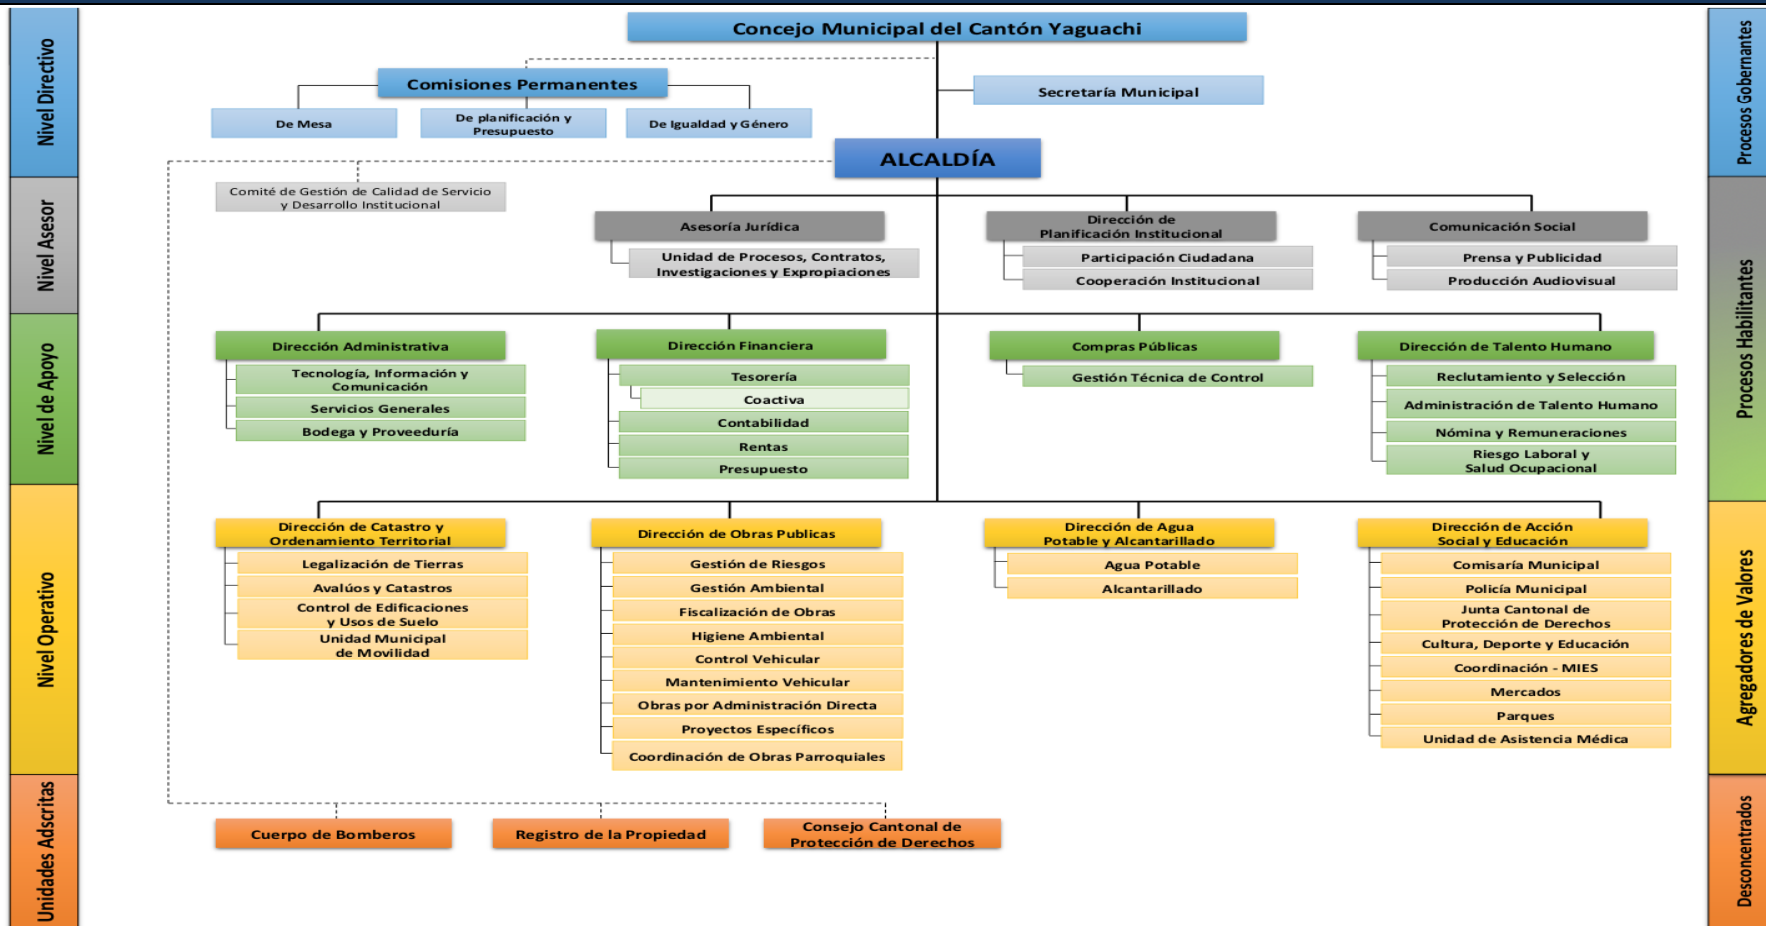 Concejo Municipal del Cantón Yaguachi
Comisiones Permanentes
Secretaría Municipal
De Mesa
De planificación y
Presupuesto
De Igualdad y Género
ALCALDÍA
Comité de Gestión de Calidad de Servicio
y Desarrollo Institucional
Nivel Directivo
Procesos Gobernantes
Asesoría Jurídica
Unidad de Procesos, Contratos,
Investigaciones y Expropiaciones
Dirección de
Planificación Institucional
Participación Ciudadana
Cooperación Institucional
Comunicación Social
Prensa y Publicidad
Producción Audiovisual
Nivel Asesor
Procesos Habilitantes
Dirección Administrativa
Tecnología, Información y
Comunicación
Servicios Generales
Bodega y Proveeduría
Dirección Financiera
Tesorería
Coactiva
Contabilidad
Rentas
Presupuesto
Compras Públicas
Gestión Técnica de Control
Dirección de Talento Humano
Reclutamiento y Selección
Administración de Talento Humano
Nómina y Remuneraciones
Riesgo Laboral y
Salud Ocupacional
Nivel de Apoyo
Dirección de Catastro y
Ordenamiento Territorial
Legalización de Tierras
Avalúos y Catastros
Control de Edificaciones
y Usos de Suelo
Unidad Municipal
de Movilidad
Dirección de Obras Publicas
Gestión de Riesgos
Gestión Ambiental
Fiscalización de Obras
Higiene Ambiental
Control Vehicular
Mantenimiento Vehicular
Obras por Administración Directa
Proyectos Específicos
Coordinación de Obras Parroquiales
Dirección de Agua
Potable y Alcantarillado
Agua Potable
Alcantarillado
Dirección de Acción
Social y Educación
Comisaría Municipal
Policía Municipal
Junta Cantonal de
Protección de Derechos
Cultura, Deporte y Educación
Coordinación - MIES
Mercados
Parques
Unidad de Asistencia Médica
Nivel Operativo
Agregadores de Valores
Cuerpo de Bomberos
Registro de la Propiedad
Consejo Cantonal de
Protección de Derechos
Unidades Adscritas
Desconcentrados